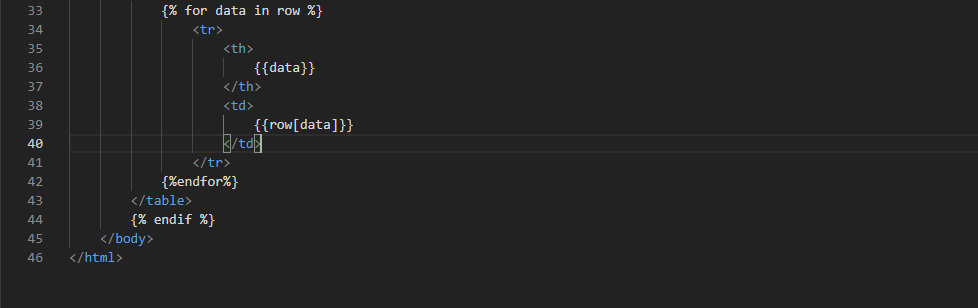 33 {% for data in row %}
34 <tr>
35 <th>
36 {{data}}
37 </th>
38 <td>
39 {{row[data]}}
40 </td>
41 </tr>
42 {%endfor%}
43 </table>
44 {% endif %}
45 </body>
46 </html>